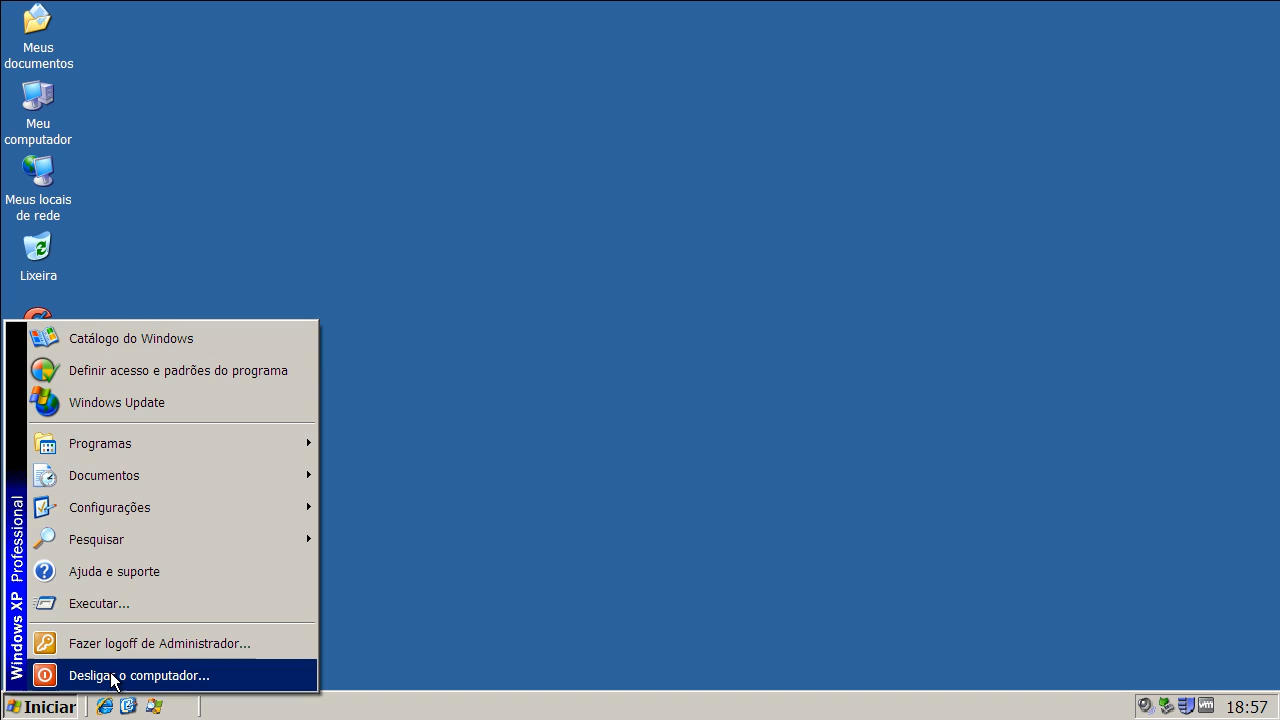 Meus
documentos
Meu
computador
Meus locais
de rede
Lixeira
Catálogo do Windows
Definir acesso e padrões do programa
Windows Update
Programas
Documentos
Configurações
Pesquisar
Ajuda e suporte
Executar...
Fazer logoff de Administrador...
Desligar o computador...
Windows XP Professional
Iniciar
vm
18:57